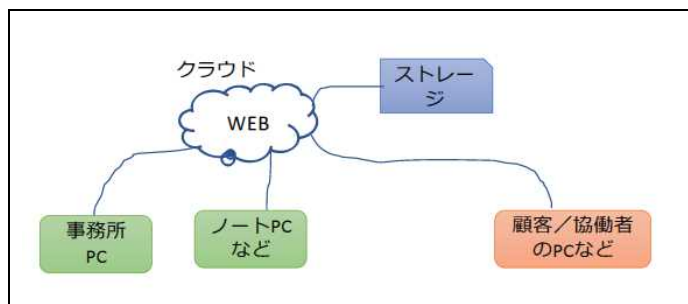 クラウド
ストレー
ジ
WEB
事務所
PC
ノートPC
など
顧客／協働者
のPCなど